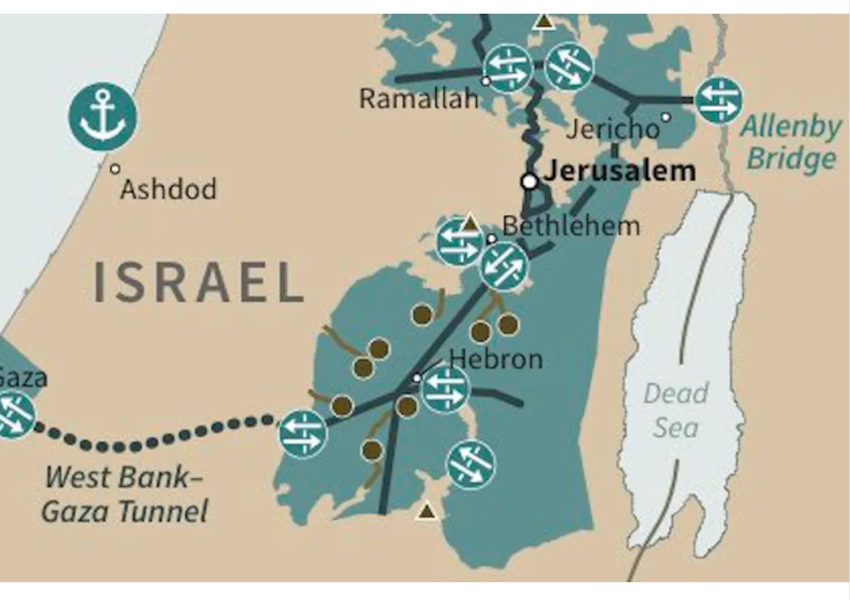 Ramallah
Jericho
Allenby
Bridge
Jerusalem
Ashdod
Bethlehem
ISRAEL
Hebron
Gaza
Dead
Sea
West Bank–
Gaza Tunnel